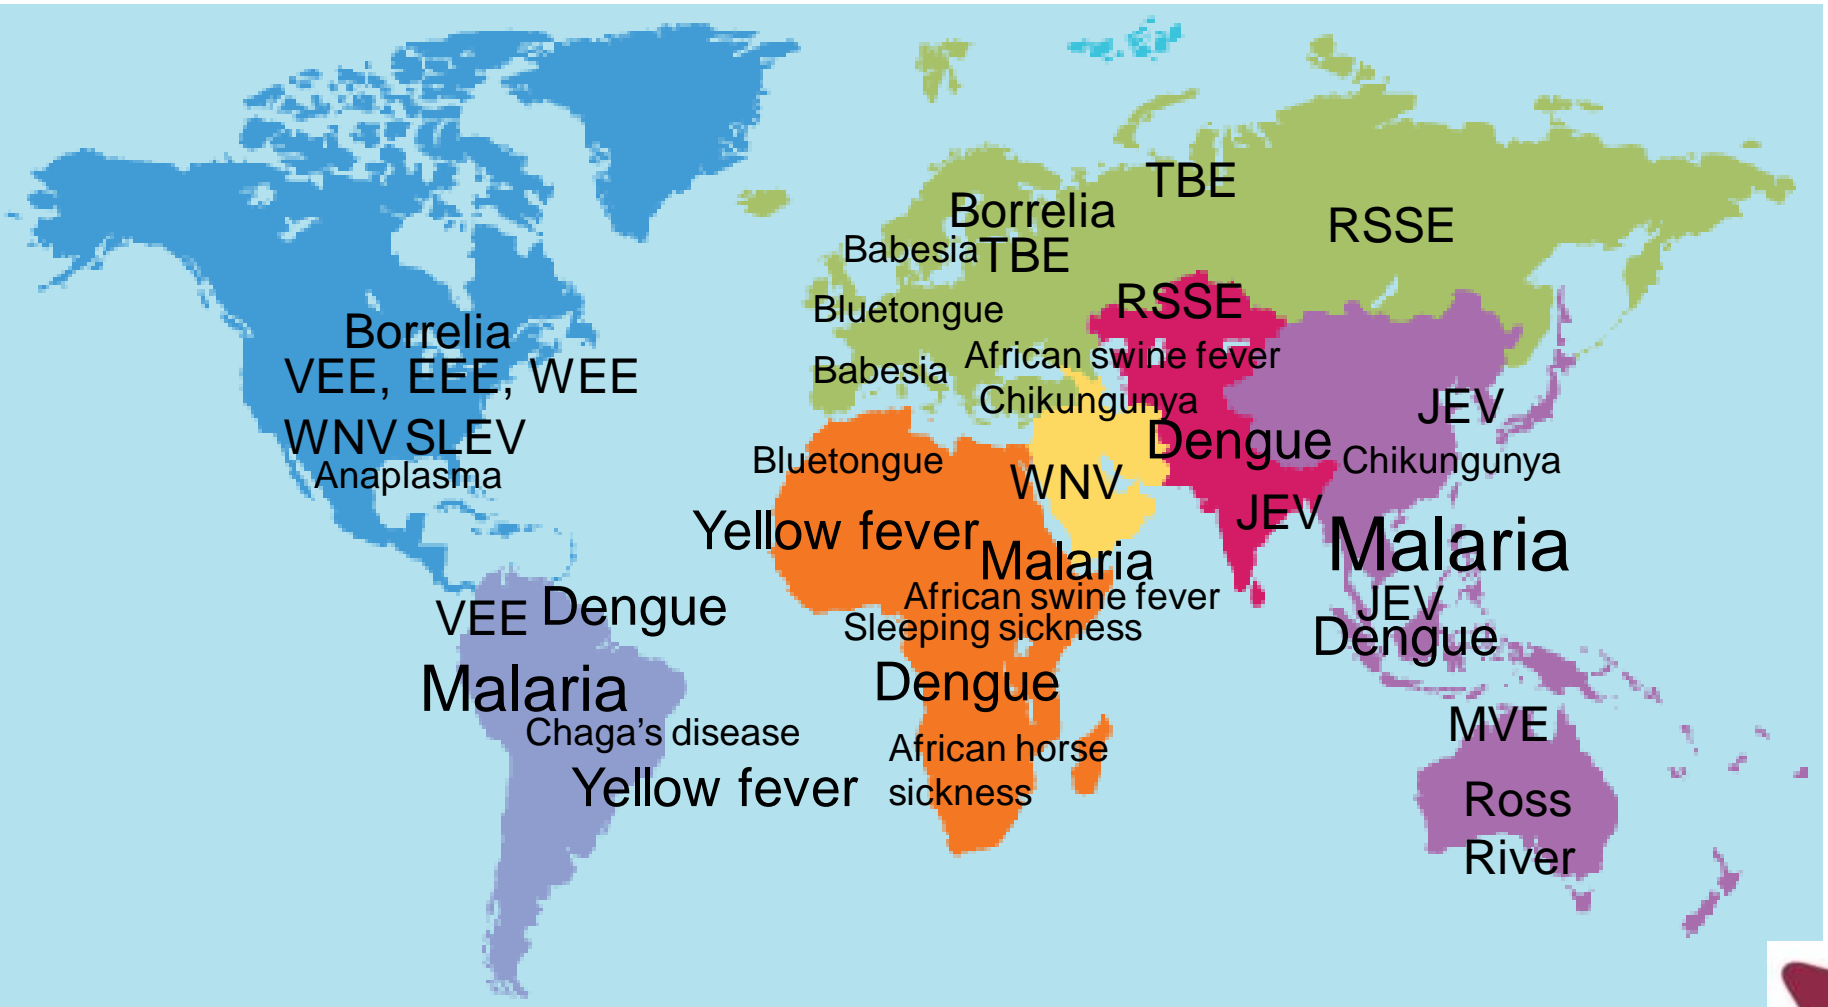 TBE
Borrelia
RSSE
Babesia TBE
Bluetongue
RSSE
Borrelia
African swine fever
VEE, EEE, WEE
Babesia
Chikungunya
JEV
WNV SLEV
Dengue
Anaplasma
Bluetongue
Chikungunya
WNV
JEV
Yellow fever
Malaria
Malaria
African swine fever
VEE Dengue
JEV
Sleeping sickness
Dengue
Malaria
Dengue
Chaga's disease
MVE
African horse
sickness
Yellow fever
Ross
River